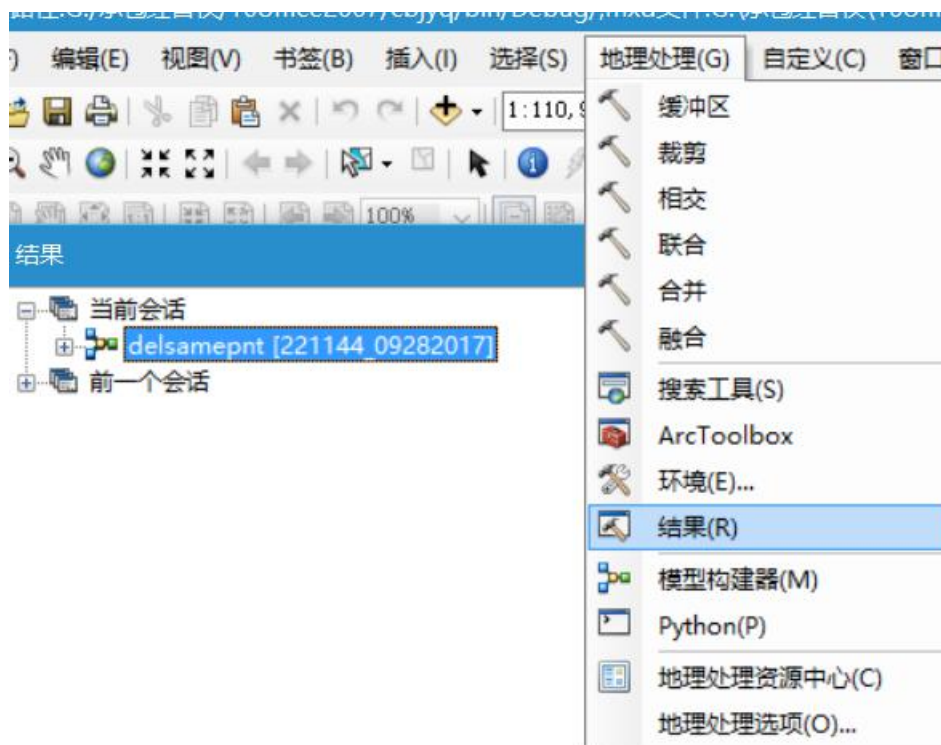 编辑(E) 视图(V) 书签(B) 插入(I) 选择(S) 地理处理(G) 自定义(C) 窗口
1:110,
100%
结果
当前会话
delsamepnt [221144_09282017]
前一个会话
缓冲区
裁剪
相交
联合
合并
融合
搜索工具(S)
ArcToolbox
环境(E)...
结果(R)
模型构建器(M)
Python(P)
地理处理资源中心(C)
地理处理选项(O)...